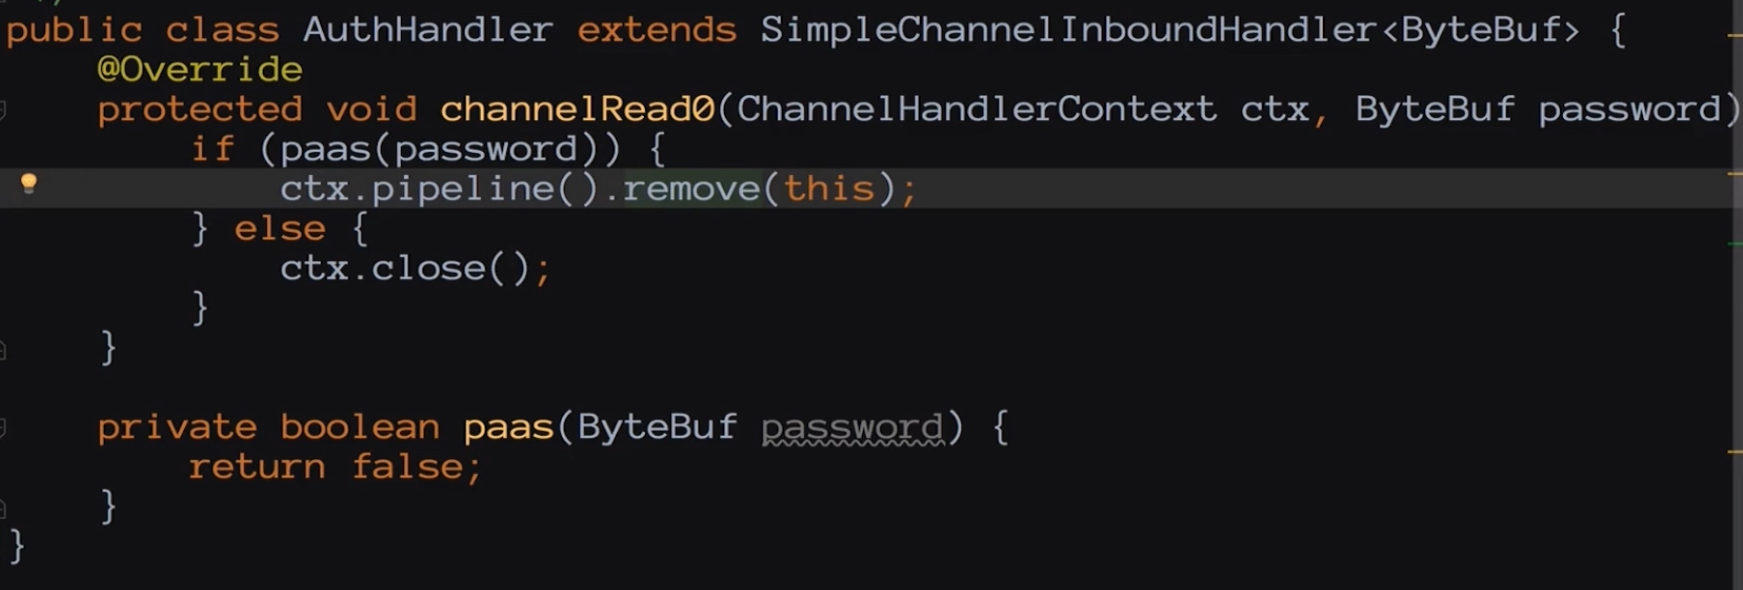 public class AuthHandler extends SimpleChannelInboundHandler<ByteBuf> {
@Override
protected void channelRead0(ChannelHandlerContext ctx, ByteBuf password)
if (paas(password)) {
ctx.pipeline().remove(this);
} else {
ctx.close();
}
}
private boolean paas(ByteBuf password) {
return false;
}
}